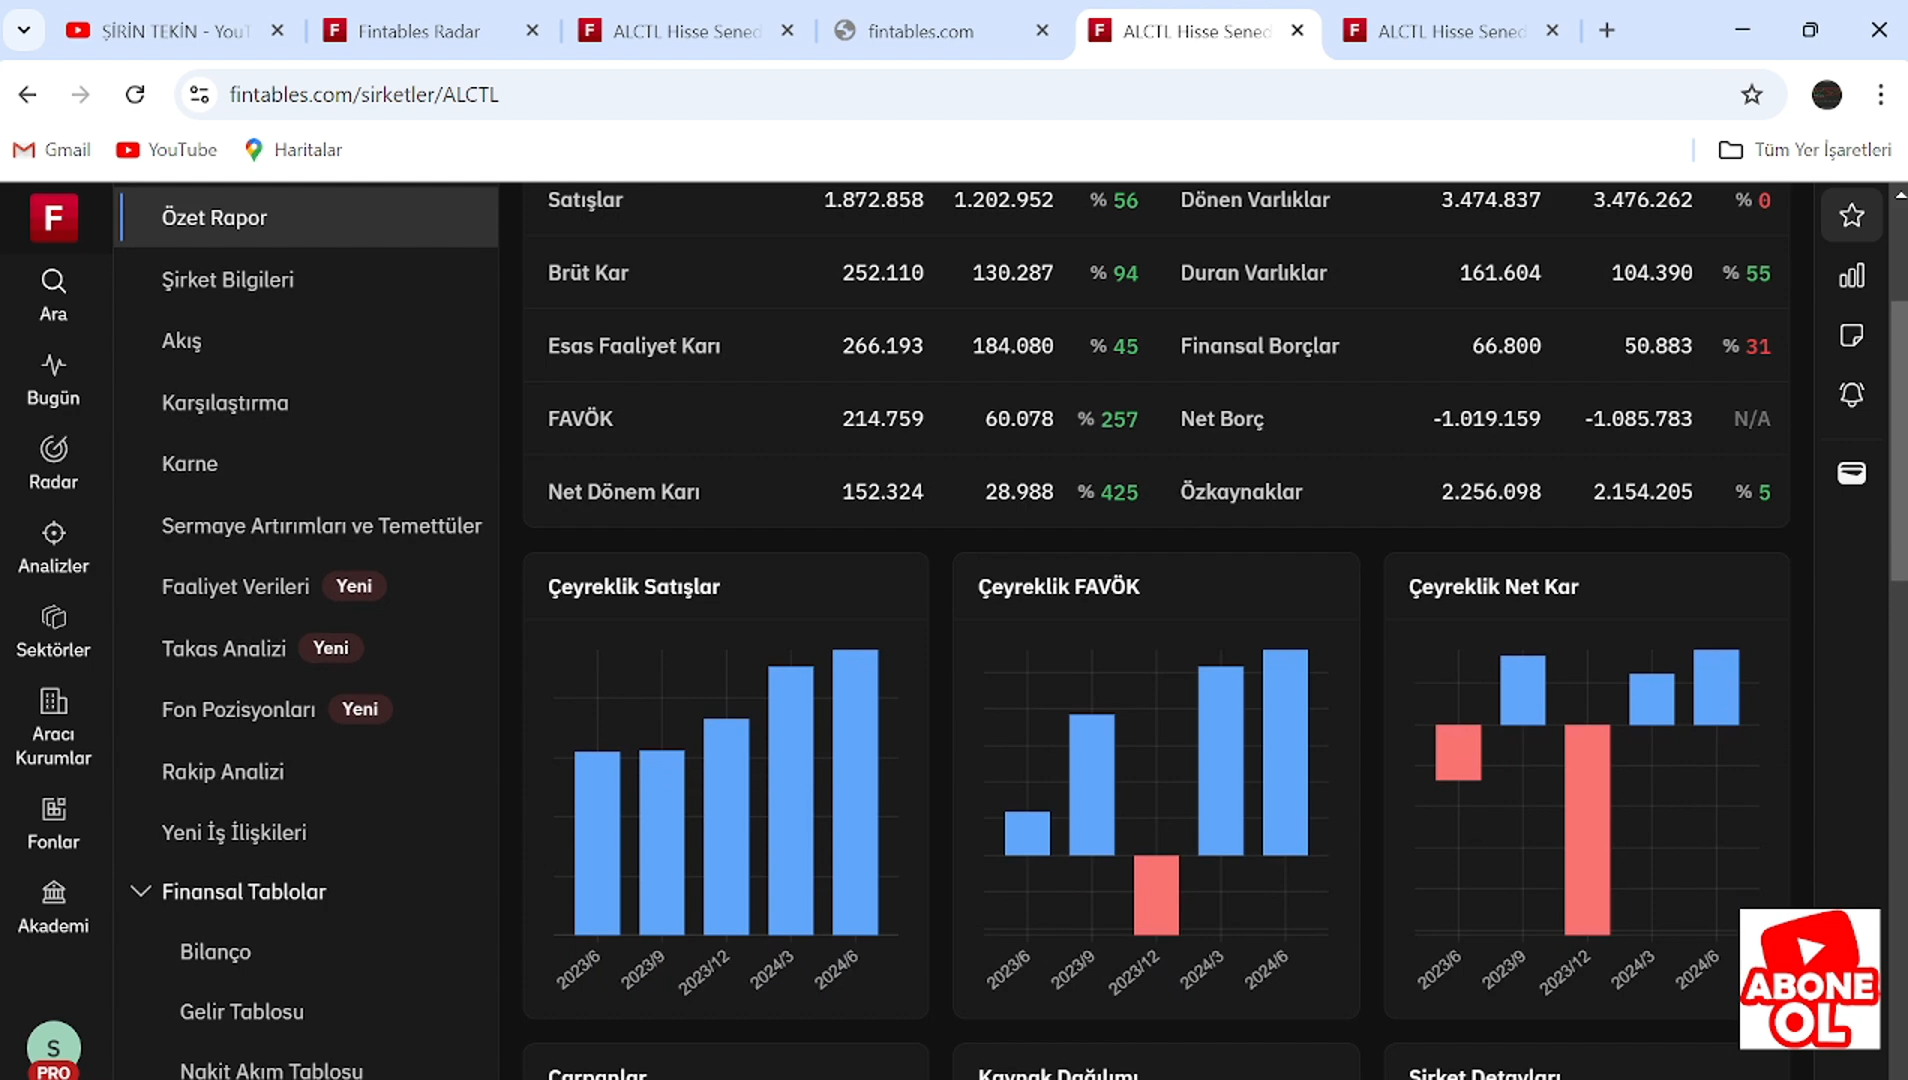 ŞİRİN TEKİN - YouT
Fintables Radar
ALCTL Hisse Sened
fintables.com
ALCTL Hisse Sened
ALCTL Hisse Sened
fintables.com/sirketler/ALCTL
Gmail
YouTube
Haritalar
Tüm Yer İşaretleri
F
Ara
Bugün
Radar
Analizler
Sektörler
Aracı
Kurumlar
Fonlar
Akademi
S
PRO
Özet Rapor
Şirket Bilgileri
Akış
Karşılaştırma
Karne
Sermaye Artırımları ve Temettüler
Faaliyet Verileri Yeni
Takas Analizi Yeni
Fon Pozisyonları Yeni
Rakip Analizi
Yeni İş İlişkileri
Finansal Tablolar
Bilanço
Gelir Tablosu
Nakit Akım Tablosu
Satışlar 1.872.858 1.202.952 % 56 Dönen Varlıklar 3.474.837 3.476.262 % 0
Brüt Kar 252.110 130.287 % 94 Duran Varlıklar 161.604 104.390 % 55
Esas Faaliyet Karı 266.193 184.080 % 45 Finansal Borçlar 66.800 50.883 % 31
FAVÖK 214.759 60.078 % 257 Net Borç -1.019.159 -1.085.783 N/A
Net Dönem Karı 152.324 28.988 % 425 Özkaynaklar 2.256.098 2.154.205 % 5
Çeyreklik Satışlar
2023/6 2023/9 2023/12 2024/3 2024/6
Çeyreklik FAVÖK
2023/6 2023/9 2023/12 2024/3 2024/6
Çeyreklik Net Kar
2023/6 2023/9 2023/12 2024/3 2024/6
Çarpanlar
Kaynak Dağılımı
Şirket Detayları
ABONE
OL